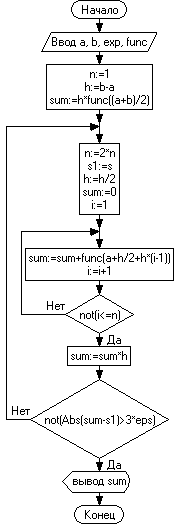 Начало
Ввод a, b, exp, func
n:=1
h:=b-a
sum:=h*func((a+b)/2)
n:=2*n
s1:=s
h:=h/2
sum:=0
i:=1
sum:=sum+func(a+h/2+h*(i-1))
i:=i+1
Нет
not(i<=n)
Да
sum:=sum*h
Нет
not(Abs(sum-s1)>3*eps)
Да
вывод sum
Конец